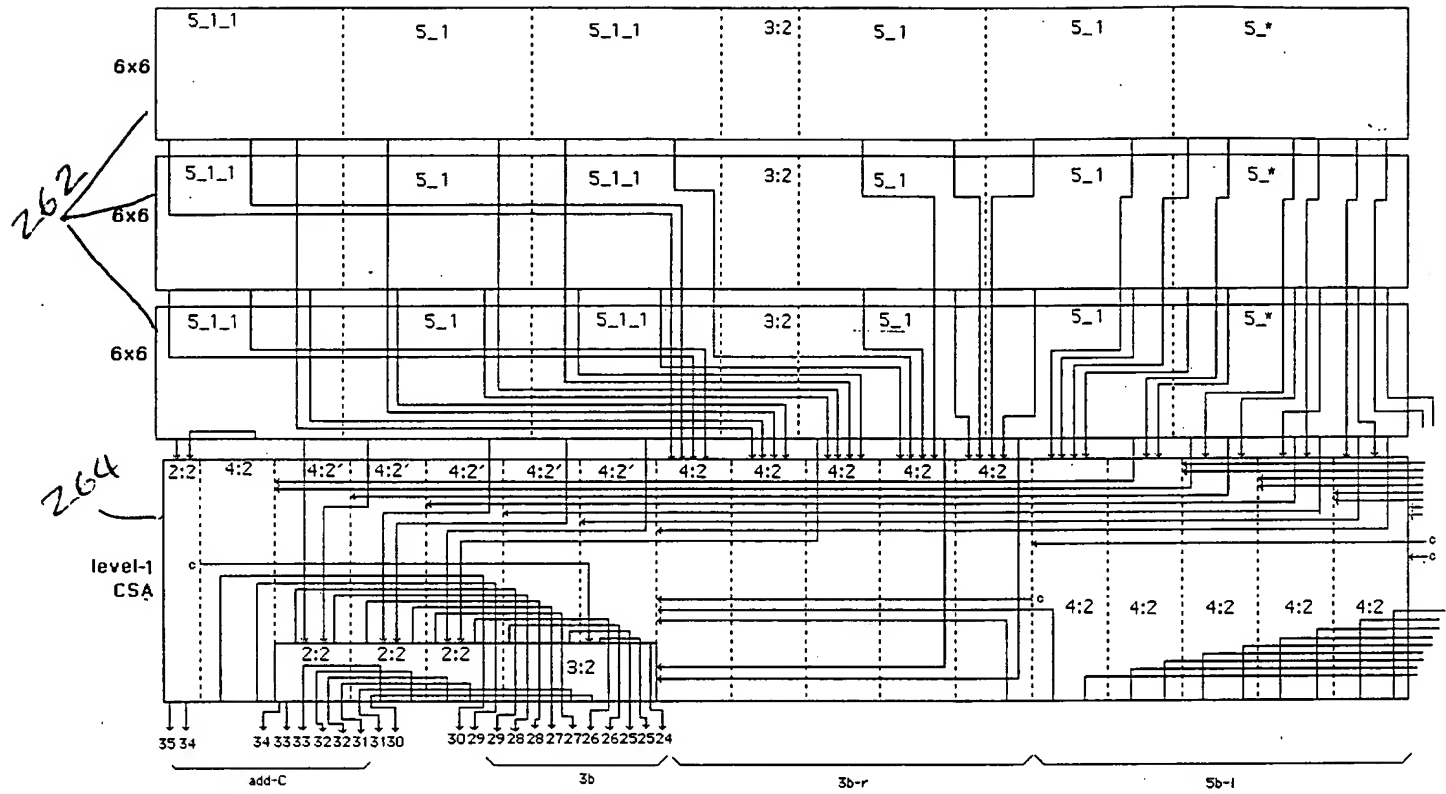 5_1_1 5_1 5_1_1 3:2 5_1 5_1 5_*
6x6
5_1_1 5_1 5_1_1 3:2 5_1 5_1 5_*
262
6x6
5_1_1 5_1 5_1_1 3:2 5_1 5_1 5_*
6x6
2:2 4:2 4:2' 4:2' 4:2' 4:2' 4:2' 4:2 4:2 4:2 4:2 4:2
264
c
c c
level-1
CSA
c
4:2 4:2 4:2 4:2 4:2
2:2 2:2 2:2 3:2
35 34 34 33 33 32 32 31 31 30 30 29 29 28 28 27 27 26 26 25 25 24
add-C 3b 3b-r 5b-l